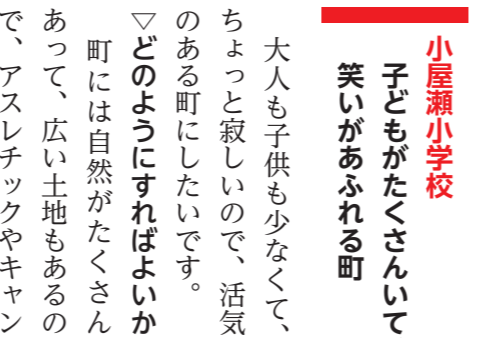 小屋瀬小学校
子どもがたくさんいて
笑いがあふれる町
大人も子供も少なくて、
ちょっと寂しいので、活気
のある町にしたいです。
▽どのようにすればよいか
町には自然がたくさん
あって、広い土地もあるの
で、アスレチックやキャン